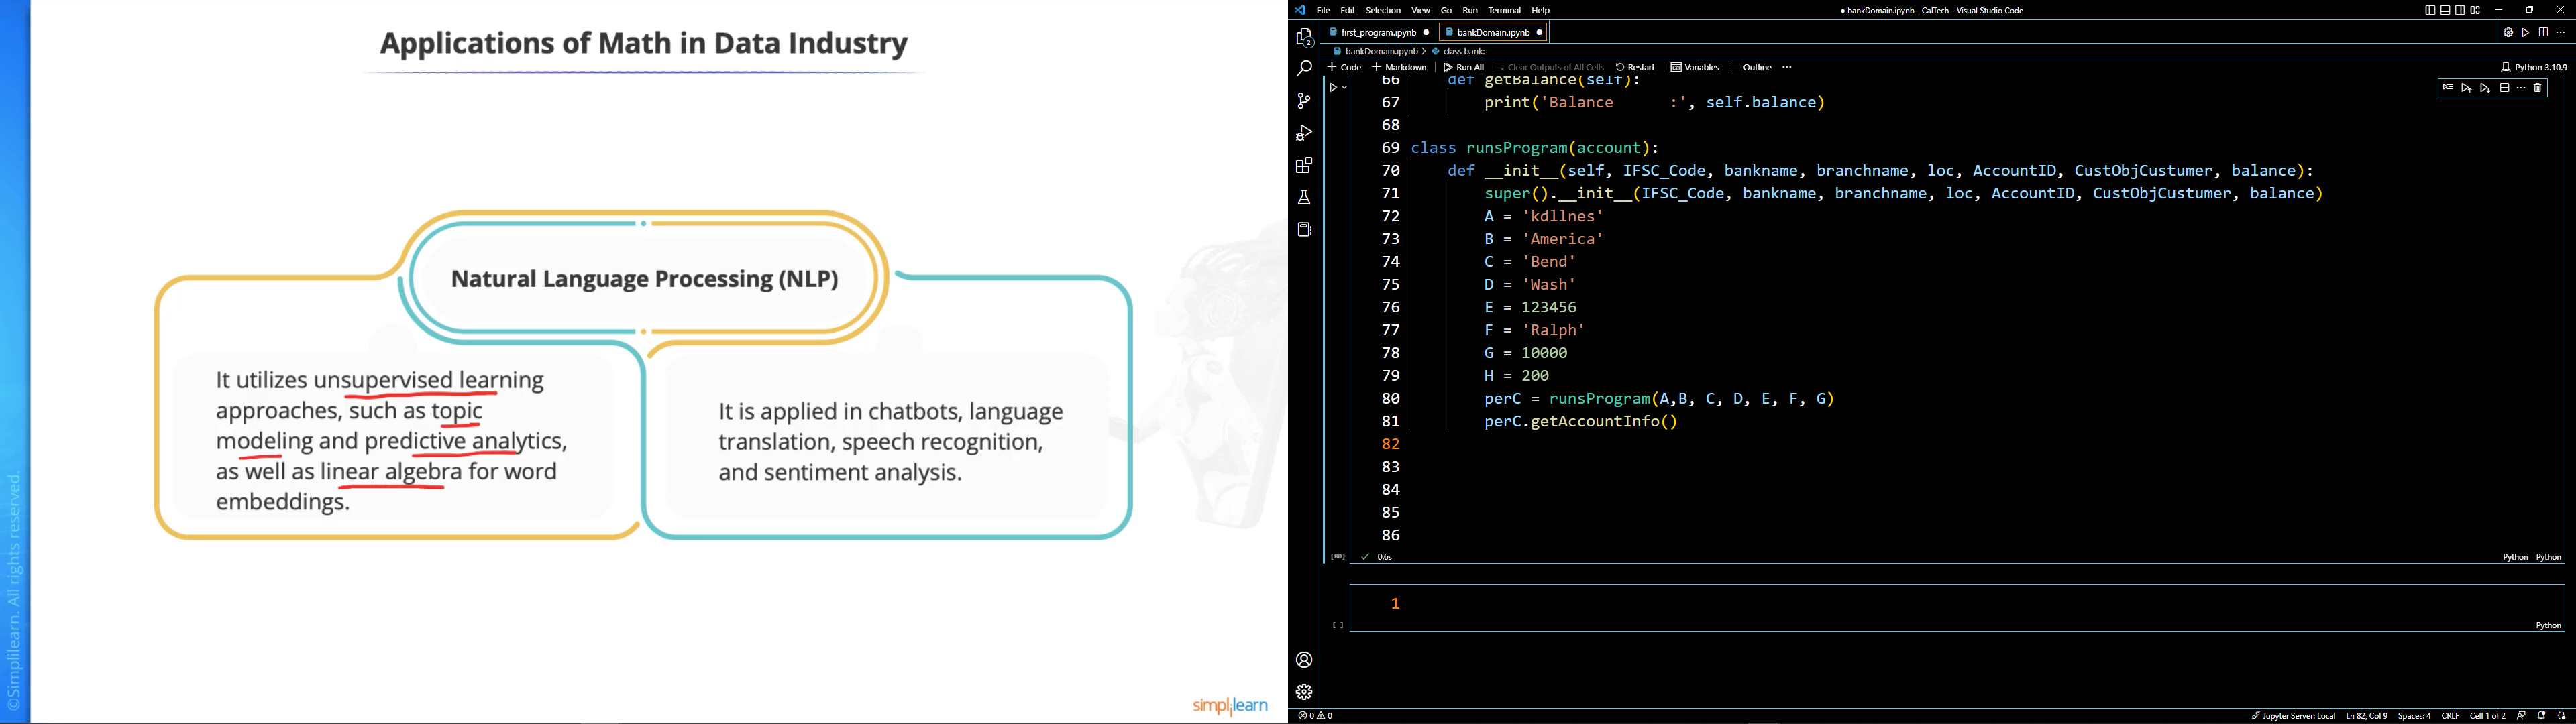 Applications of Math in Data Industry
Natural Language Processing (NLP)
It utilizes unsupervised learning
approaches, such as topic
modeling and predictive analytics,
as well as linear algebra for word
embeddings.
It is applied in chatbots, language
translation, speech recognition,
and sentiment analysis.
©Simplilearn. All rights reserved.
simplilearn
File Edit Selection View Go Run Terminal Help
● bankDomain.ipynb - CalTech - Visual Studio Code
first_program.ipynb ● bankDomain.ipynb ●
bankDomain.ipynb > class bank:
+ Code + Markdown Run All Clear Outputs of All Cells Restart Variables Outline ...
Python 3.10.9
2
66 def getBalance(self):
67 print('Balance      :', self.balance)
68
69 class runsProgram(account):
70 def __init__(self, IFSC_Code, bankname, branchname, loc, AccountID, CustObjCustumer, balance):
71 super().__init__(IFSC_Code, bankname, branchname, loc, AccountID, CustObjCustumer, balance)
72 A = 'kdllnes'
73 B = 'America'
74 C = 'Bend'
75 D = 'Wash'
76 E = 123456
77 F = 'Ralph'
78 G = 10000
79 H = 200
80 perC = runsProgram(A,B, C, D, E, F, G)
81 perC.getAccountInfo()
82
83
84
85
86
[80] ✓ 0.6s
Python Python
1
[ ]
Python
0 0
Jupyter Server: Local Ln 82, Col 9 Spaces: 4 CRLF Cell 1 of 2